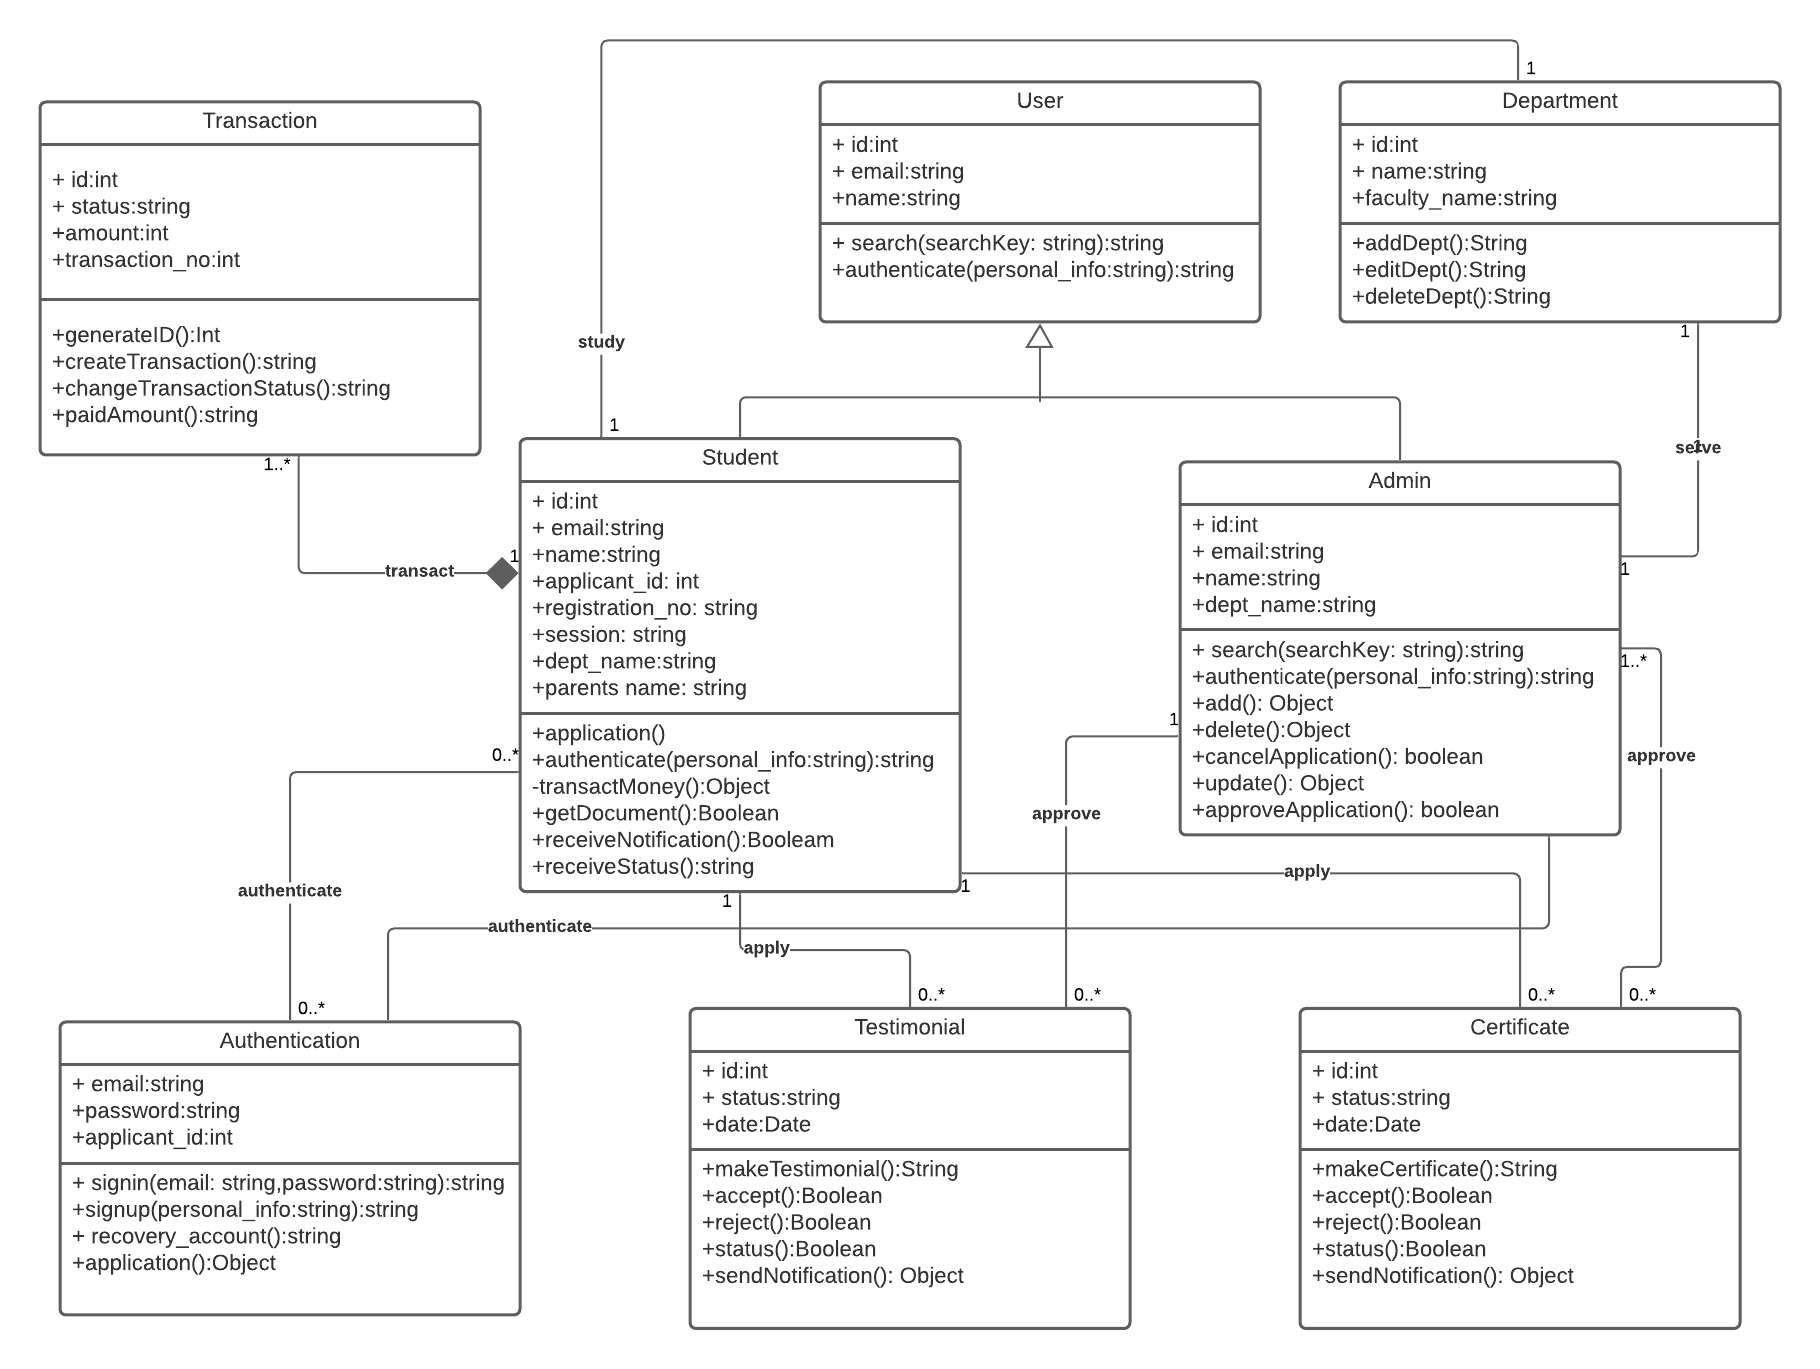 1
Transaction
+ id:int
+ status:string
+amount:int
+transaction_no:int
+generateID():Int
+createTransaction():string
+changeTransactionStatus():string
+paidAmount():string
User
+ id:int
+ email:string
+name:string
+ search(searchKey: string):string
+authenticate(personal_info:string):string
Department
+ id:int
+ name:string
+faculty_name:string
+addDept():String
+editDept():String
+deleteDept():String
study
1
1
1..*
transact
1
serve
1
1
Student
+ id:int
+ email:string
+name:string
+applicant_id: int
+registration_no: string
+session: string
+dept_name:string
+parents name: string
+application()
+authenticate(personal_info:string):string
-transactMoney():Object
+getDocument():Boolean
+receiveNotification():Booleam
+receiveStatus():string
Admin
+ id:int
+ email:string
+name:string
+dept_name:string
+ search(searchKey: string):string
+authenticate(personal_info:string):string
+add(): Object
+delete():Object
+cancelApplication(): boolean
+update(): Object
+approveApplication(): boolean
1..*
1
0..*
approve
approve
apply
1
1
authenticate
authenticate
apply
0..*
0..*
0..*
0..*
0..*
Authentication
+ email:string
+password:string
+applicant_id:int
+ signin(email: string,password:string):string
+signup(personal_info:string):string
+ recovery_account():string
+application():Object
Testimonial
+ id:int
+ status:string
+date:Date
+makeTestimonial():String
+accept():Boolean
+reject():Boolean
+status():Boolean
+sendNotification(): Object
Certificate
+ id:int
+ status:string
+date:Date
+makeCertificate():String
+accept():Boolean
+reject():Boolean
+status():Boolean
+sendNotification(): Object